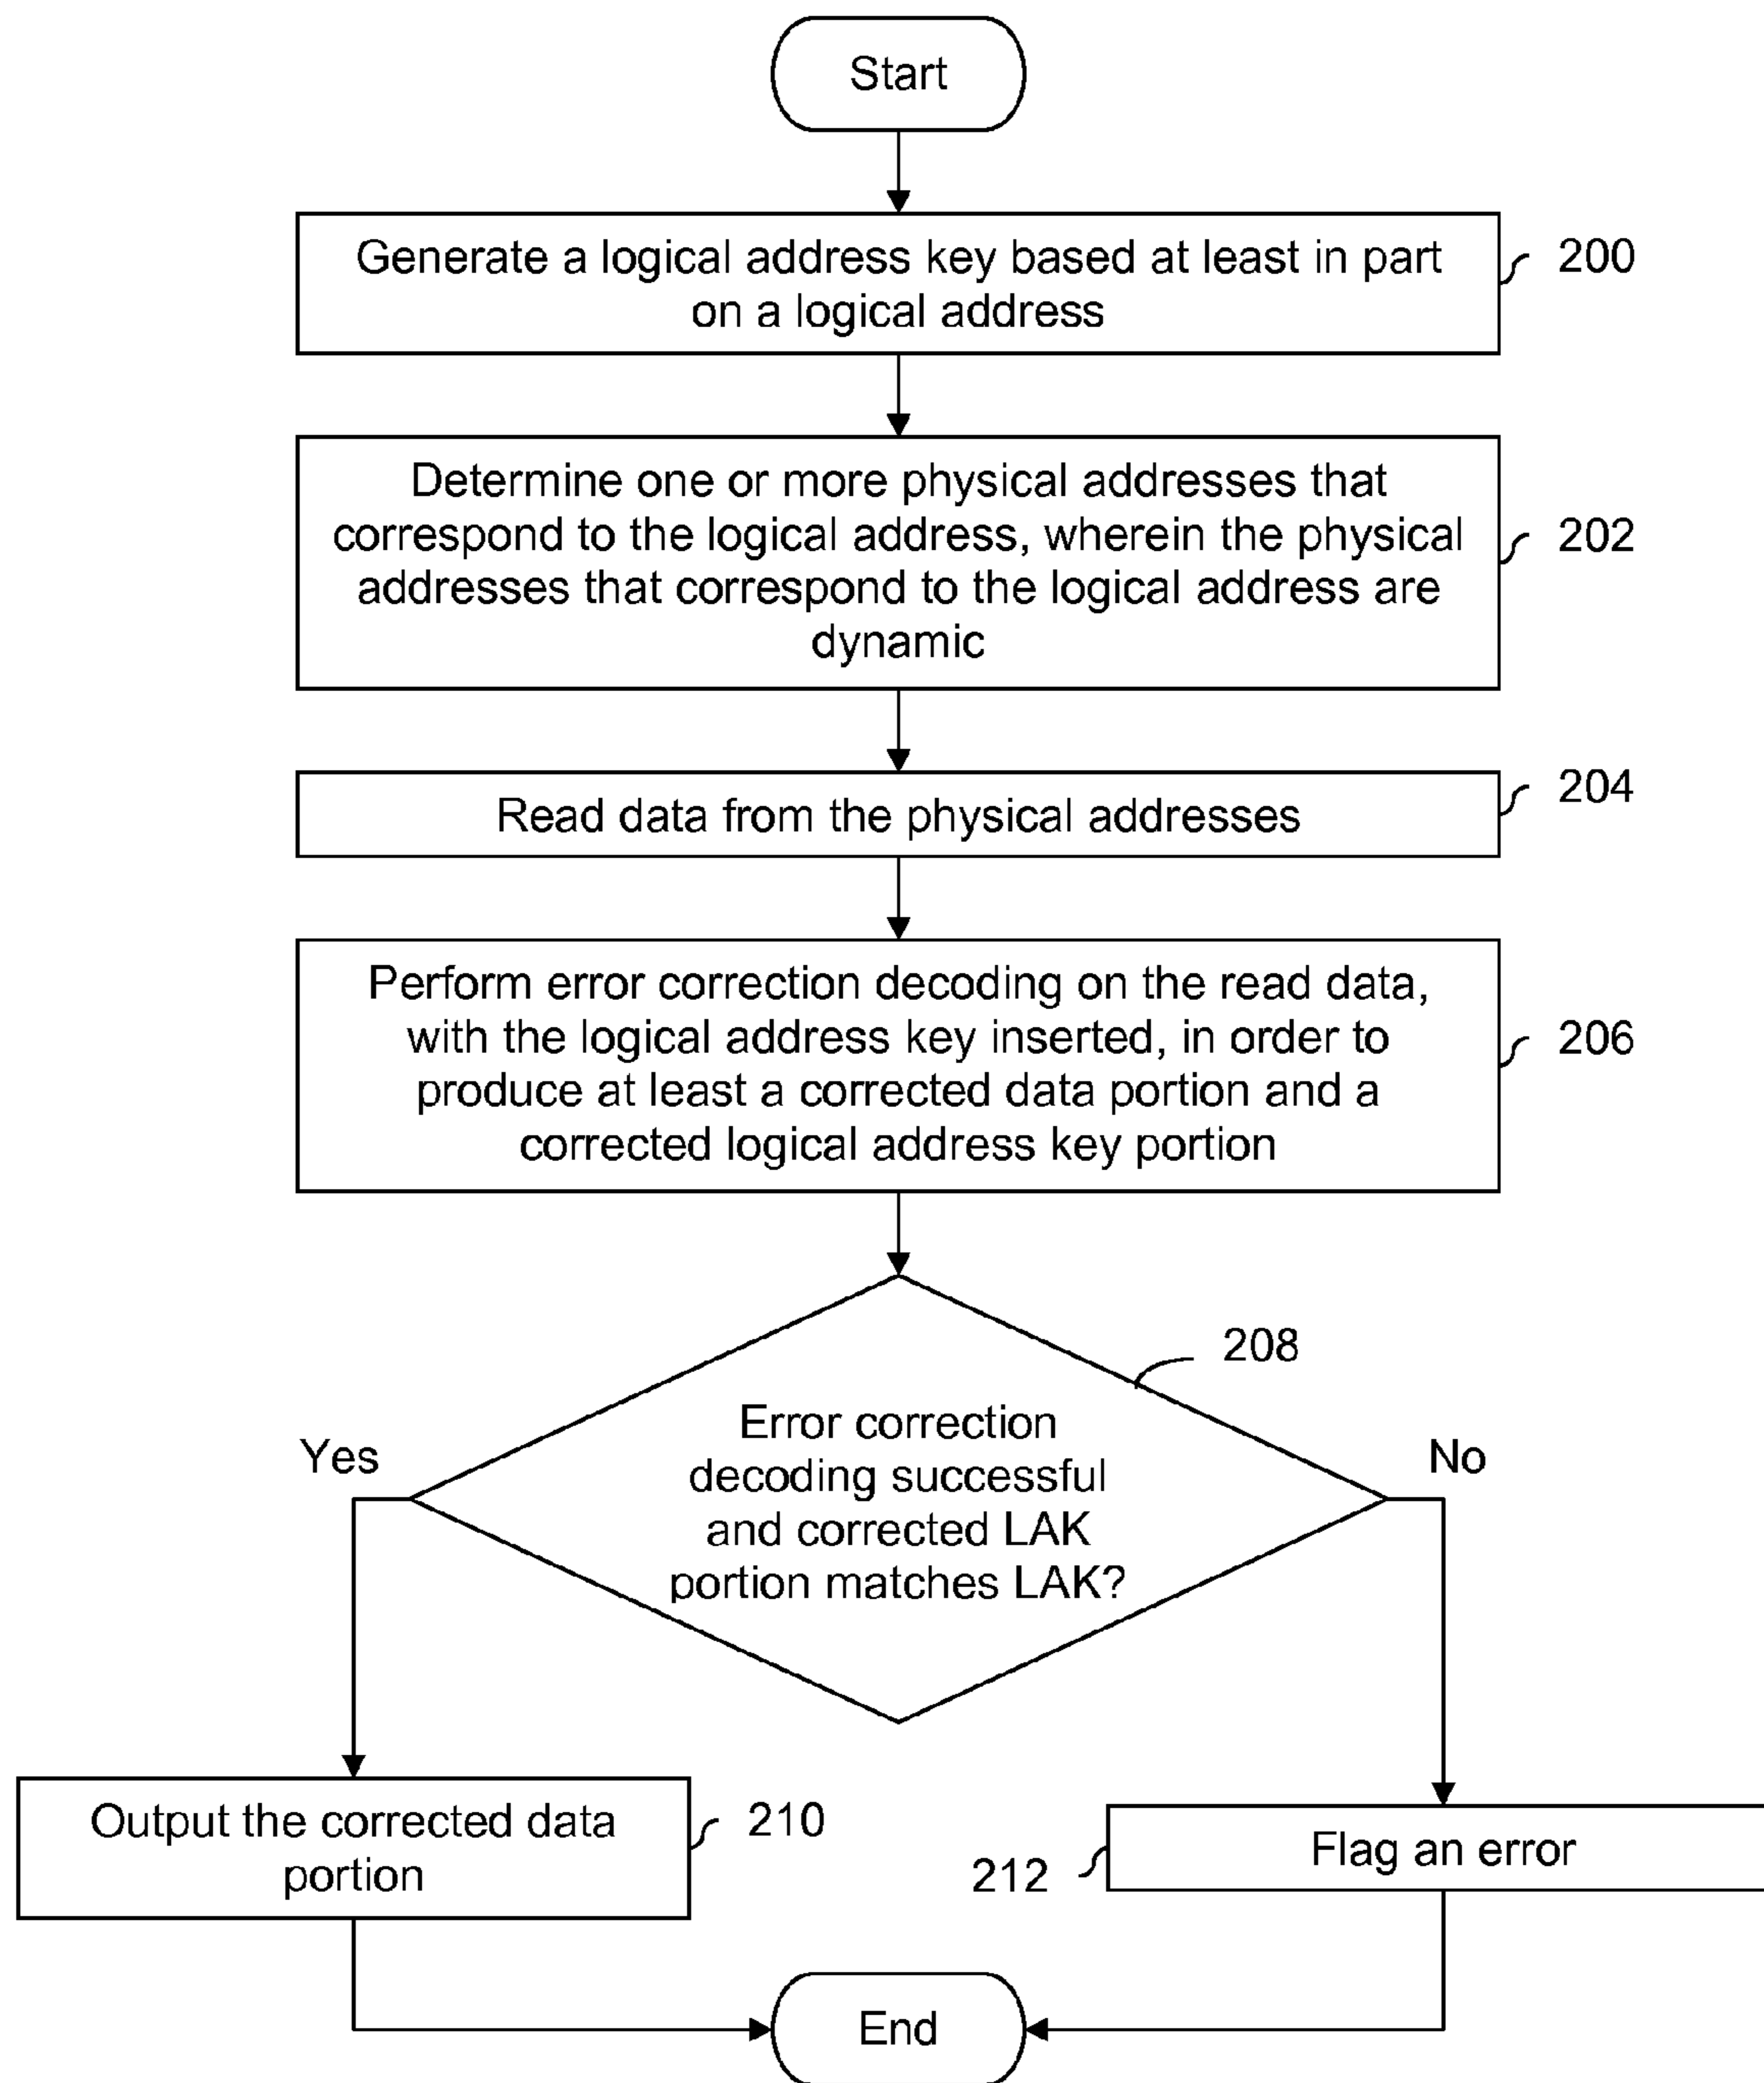 Start
Generate a logical address key based at least in part
on a logical address
200
Determine one or more physical addresses that
correspond to the logical address, wherein the physical
addresses that correspond to the logical address are
dynamic
202
Read data from the physical addresses
204
Perform error correction decoding on the read data,
with the logical address key inserted, in order to
produce at least a corrected data portion and a
corrected logical address key portion
206
208
Error correction
decoding successful
and corrected LAK
portion matches LAK?
Yes
No
Output the corrected data
portion
210
212
Flag an error
End